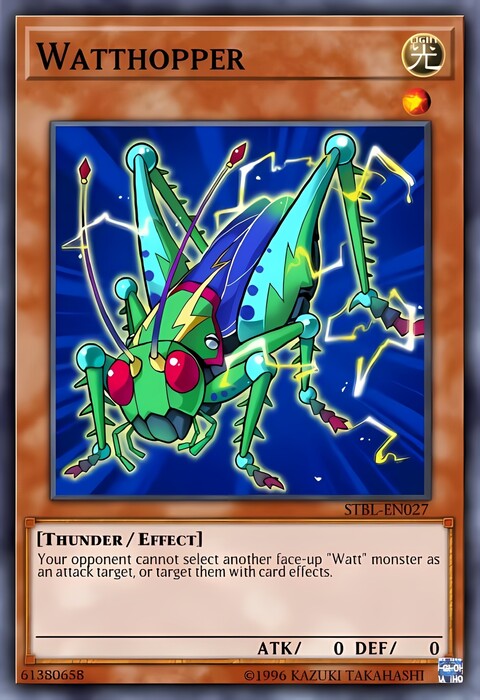 WATTHOPPER
光
STBL-EN027
[THUNDER / EFFECT]
Your opponent cannot select another face-up "Watt" monster as
an attack target, or target them with card effects.
ATK/ 0 DEF/ 0
61380658
©1996 KAZUKI TAKAHASHI